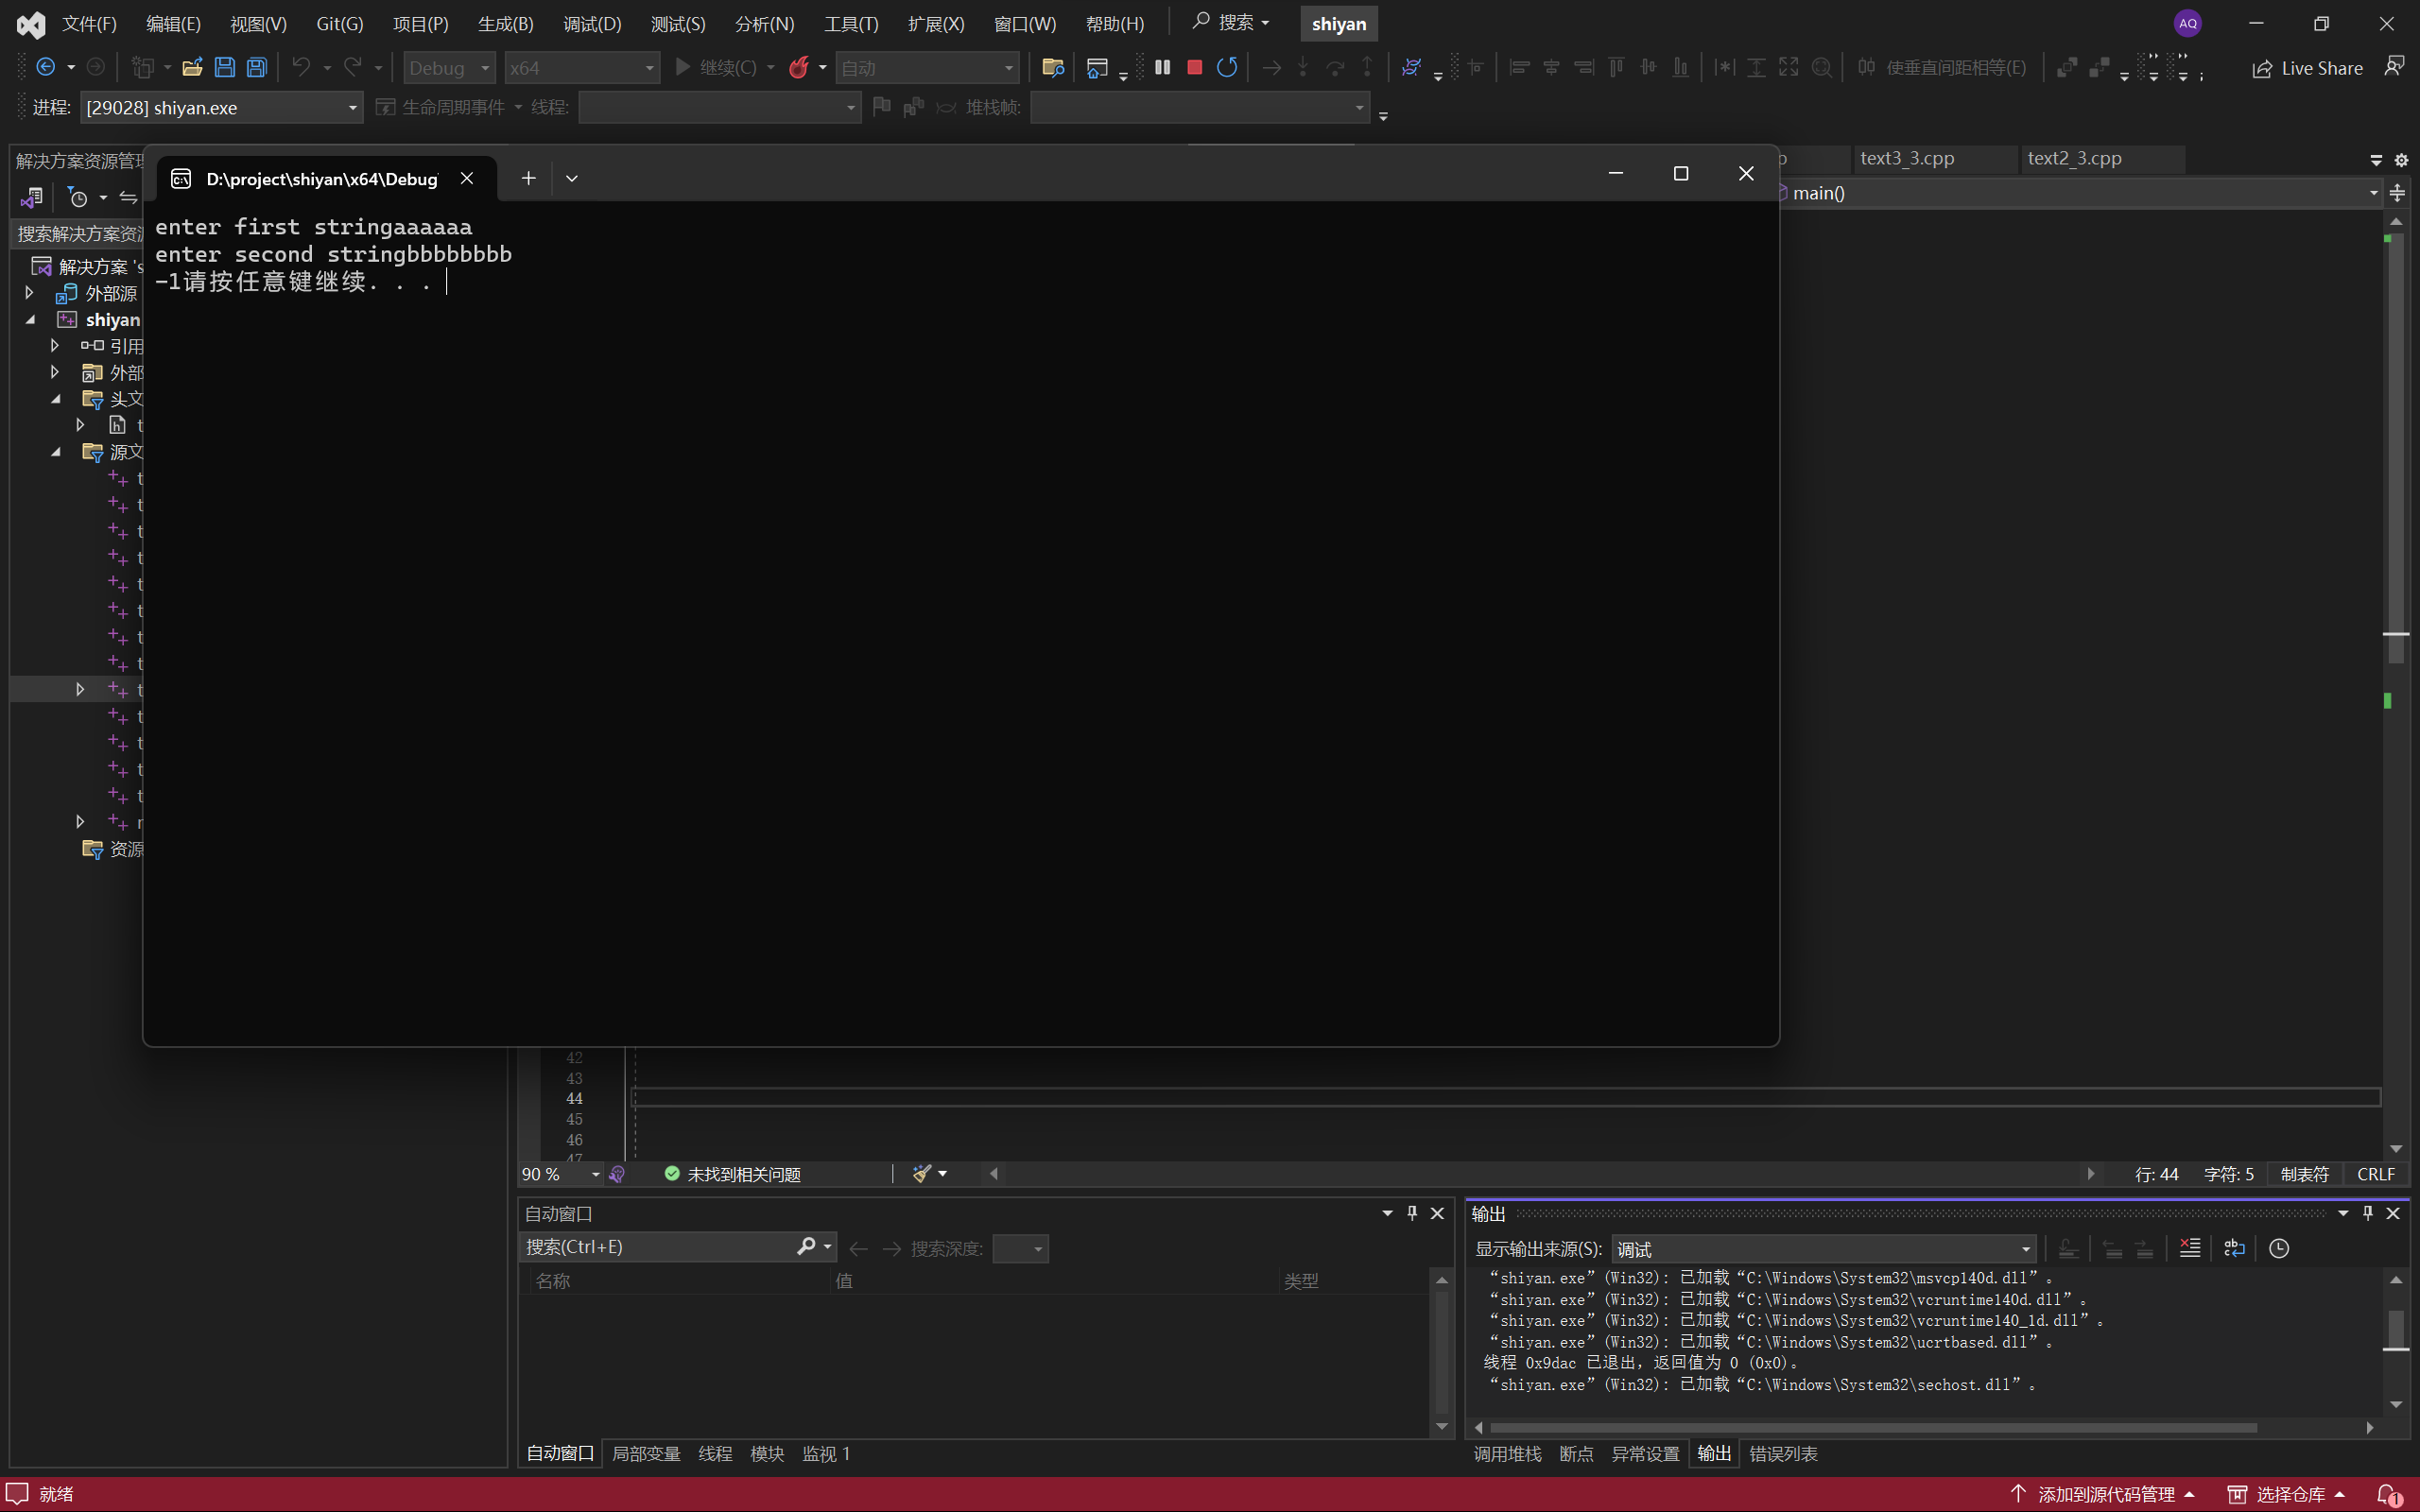 文件(F) 编辑(E) 视图(V) Git(G) 项目(P) 生成(B) 调试(D) 测试(S) 分析(N) 工具(T) 扩展(X) 窗口(W) 帮助(H) 搜索 shiyan AQ
Debug x64 继续(C) 自动 使垂直间距相等(E) Live Share
进程: [29028] shiyan.exe 生命周期事件 线程: 堆栈帧:
解决方案资源管理
text3_3.cpp text2_3.cpp
D:\project\shiyan\x64\Debug
main()
搜索解决方案资源
enter first stringaaaaaa
enter second stringbbbbbbbb
-1请按任意键继续. . .
解决方案 's
外部源
shiyan
引用
外部
头文
t
源文
t
t
t
t
t
t
t
t
t
t
t
t
t
r
资源
42
43
44
45
46
47
90 % 未找到相关问题 行: 44 字符: 5 制表符 CRLF
自动窗口
搜索(Ctrl+E) 搜索深度:
名称 值 类型
自动窗口 局部变量 线程 模块 监视 1
输出
显示输出来源(S): 调试
“shiyan.exe”(Win32): 已加载“C:\Windows\System32\msvcp140d.dll”。
“shiyan.exe”(Win32): 已加载“C:\Windows\System32\vcruntime140d.dll”。
“shiyan.exe”(Win32): 已加载“C:\Windows\System32\vcruntime140_1d.dll”。
“shiyan.exe”(Win32): 已加载“C:\Windows\System32\ucrtbased.dll”。
线程 0x9dac 已退出，返回值为 0 (0x0)。
“shiyan.exe”(Win32): 已加载“C:\Windows\System32\sechost.dll”。
调用堆栈 断点 异常设置 输出 错误列表
就绪 添加到源代码管理 选择仓库 1